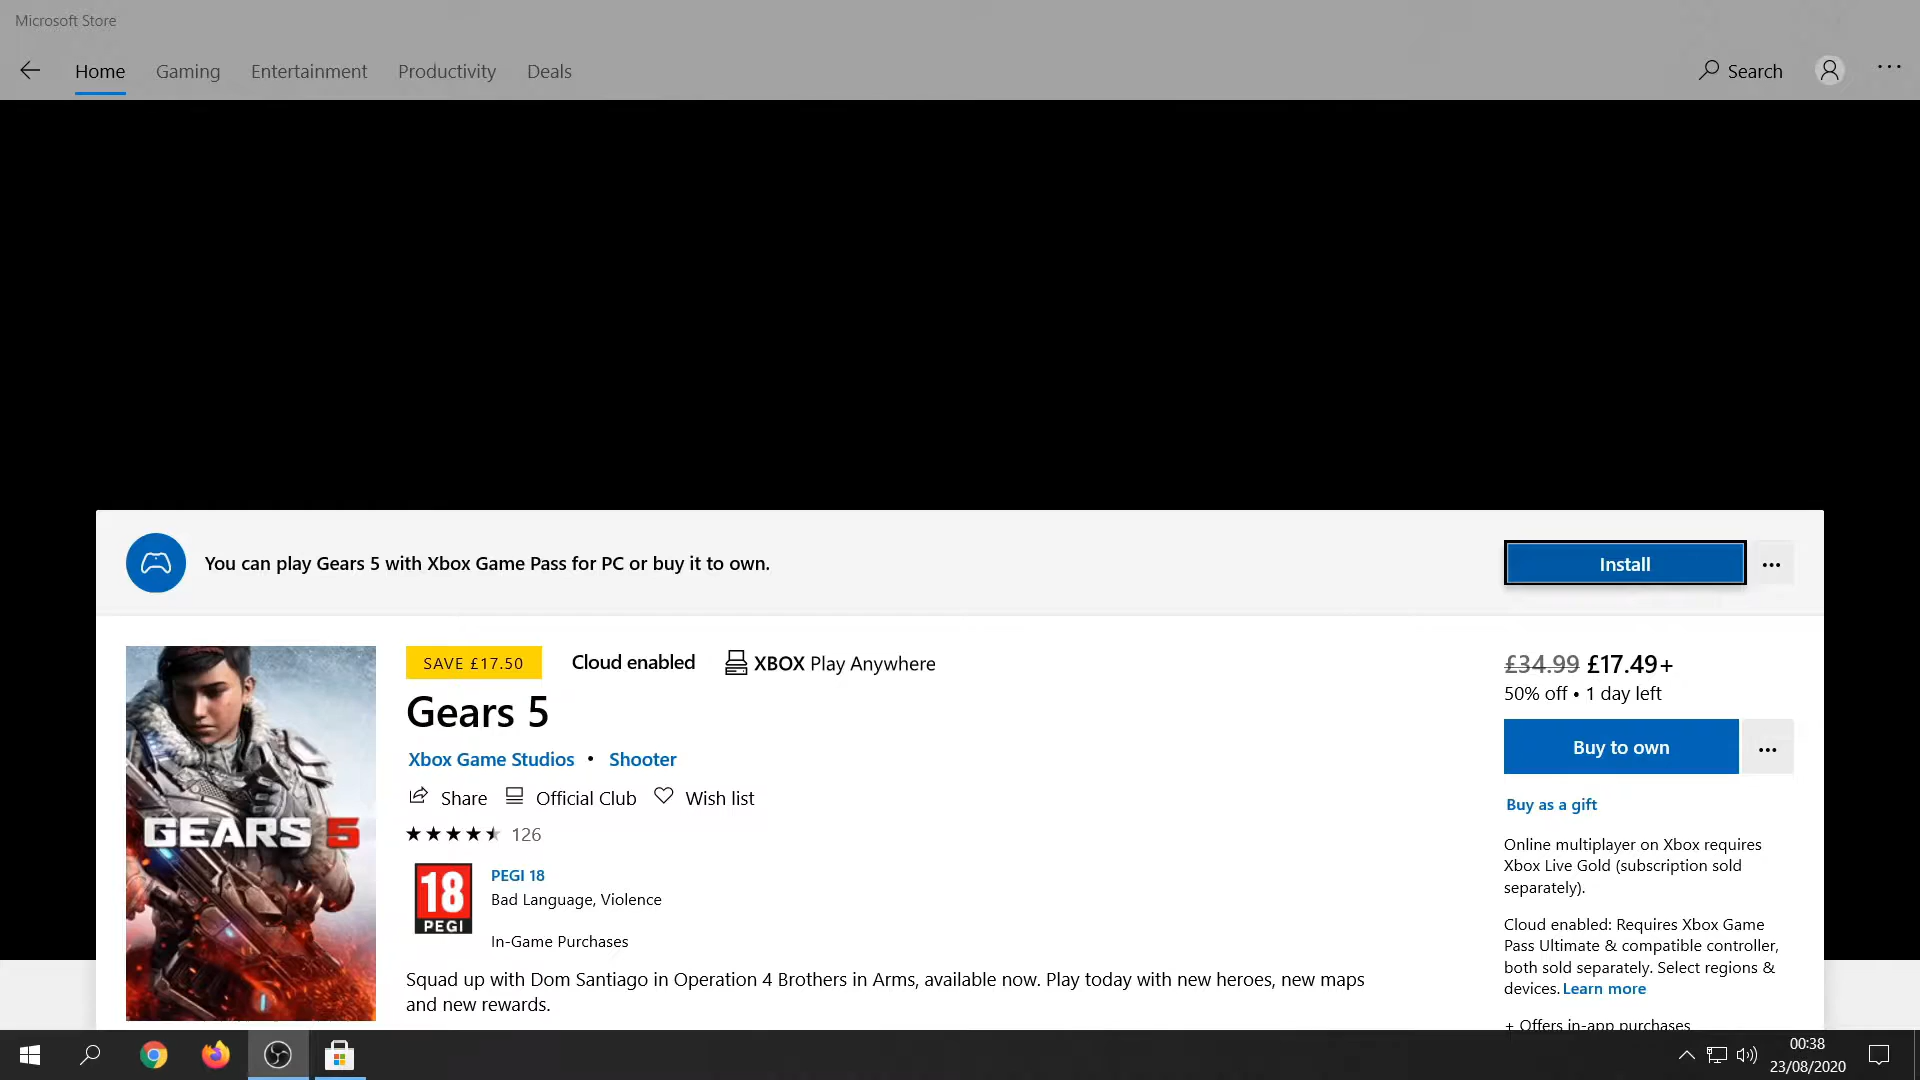 Microsoft Store
Home Gaming Entertainment Productivity Deals Search
You can play Gears 5 with Xbox Game Pass for PC or buy it to own.
Install
SAVE £17.50
Cloud enabled
XBOX Play Anywhere
Gears 5
Xbox Game Studios • Shooter
Share Official Club Wish list
126
GEARS 5
18
PEGI
PEGI 18
Bad Language, Violence
In-Game Purchases
Squad up with Dom Santiago in Operation 4 Brothers in Arms, available now. Play today with new heroes, new maps
and new rewards.
£34.99 £17.49+
50% off • 1 day left
Buy to own
Buy as a gift
Online multiplayer on Xbox requires
Xbox Live Gold (subscription sold
separately).
Cloud enabled: Requires Xbox Game
Pass Ultimate & compatible controller,
both sold separately. Select regions &
devices. Learn more
+ Offers in-app purchases
00:38
23/08/2020